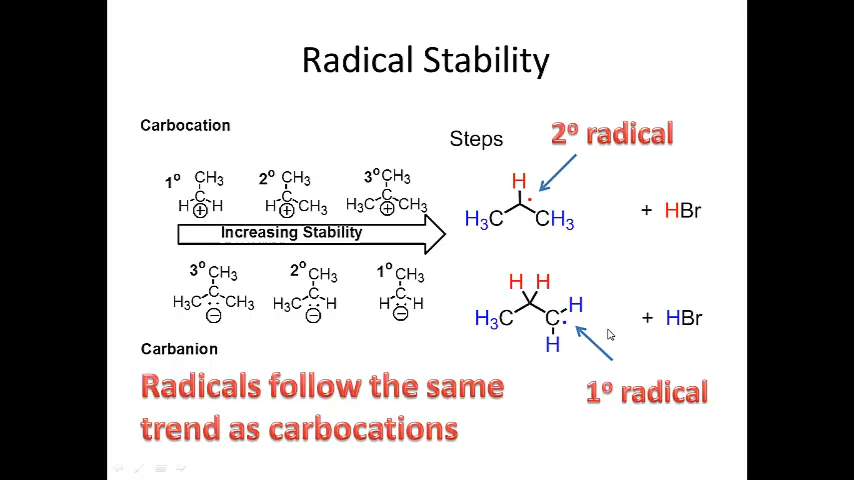 Radical Stability
Carbocation
Steps
2º radical
1º CH3
H C H
⊕
2º CH3
H C CH3
⊕
3º CH3
H3C C CH3
⊕
Increasing Stability
H
H3C CH3
+ HBr
3º CH3
H3C C CH3
⊖
2º CH3
H3C C H
⊖
1º CH3
H C H
⊖
H H
H3C C H
H
+ HBr
Carbanion
1º radical
Radicals follow the same
trend as carbocations